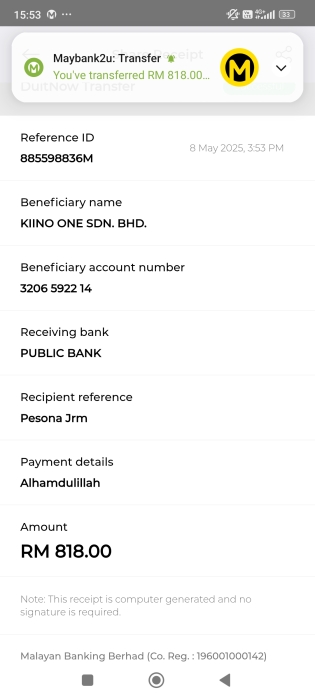 15:53
4G+
33
Maybank2u: Transfer
You've transferred RM 818.00...
Share Receipt
DuitNow Transfer
Reference ID
885598836M
8 May 2025, 3:53 PM
Beneficiary name
KIINO ONE SDN. BHD.
Beneficiary account number
3206 5922 14
Receiving bank
PUBLIC BANK
Recipient reference
Pesona Jrm
Payment details
Alhamdulillah
Amount
RM 818.00
Note: This receipt is computer generated and no
signature is required.
Malayan Banking Berhad (Co. Reg. : 196001000142)